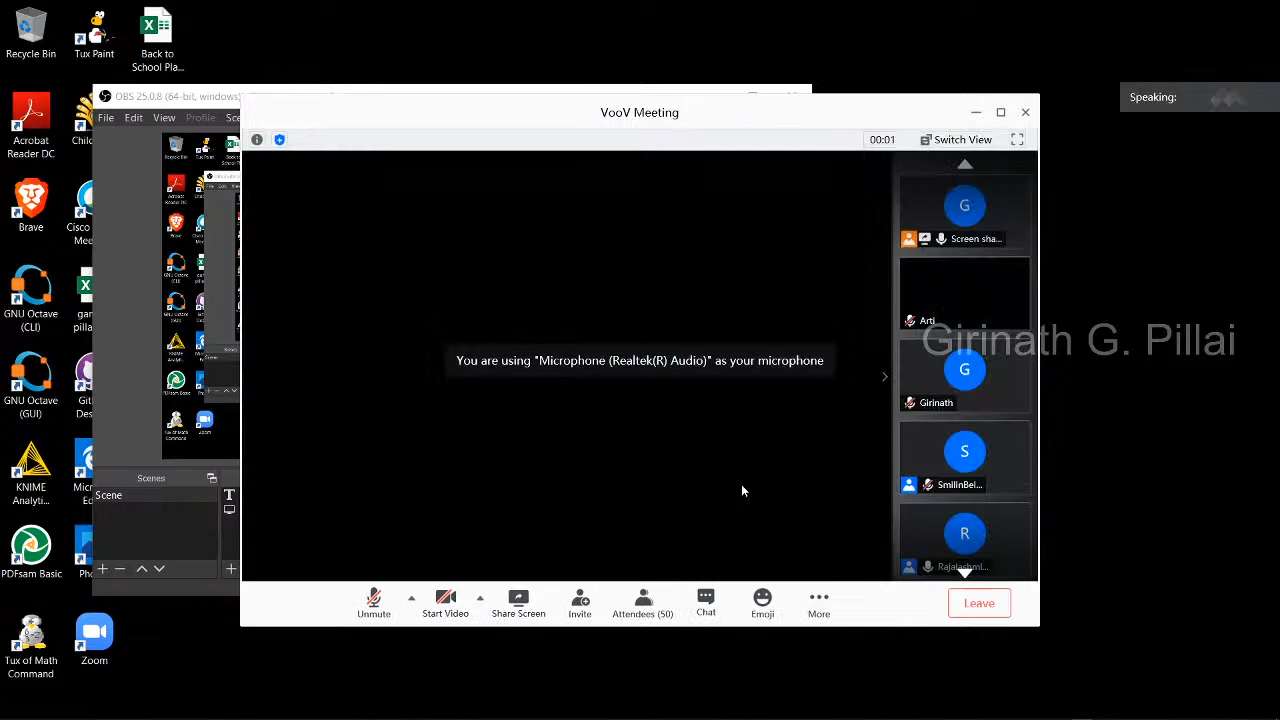 Recycle Bin
Tux Paint
Back to
School Pla...
Acrobat
Reader DC
Brave
GNU Octave
(CLI)
GNU Octave
(GUI)
KNIME
Analyti...
PDFsam Basic
Tux of Math
Command
Zoom
OBS 25.0.8 (64-bit, windows)
File Edit View Profile
Scenes
Scene
VooV Meeting
00:01 Switch View
You are using "Microphone (Realtek(R) Audio)" as your microphone
G
Screen sha...
Arti
G
Girinath
S
SmilinBel...
R
Rajalashmi...
Unmute
Start Video
Share Screen
Invite
Attendees (50)
Chat
Emoji
More
Leave
Speaking:
Girinath G. Pillai